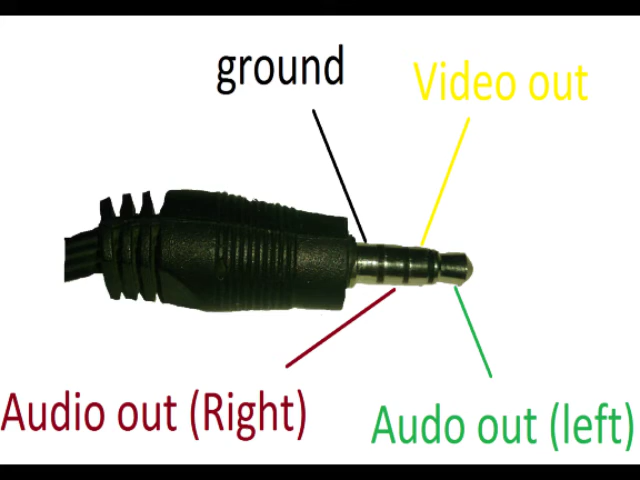 ground
Video out
Audio out (Right)
Audo out (left)